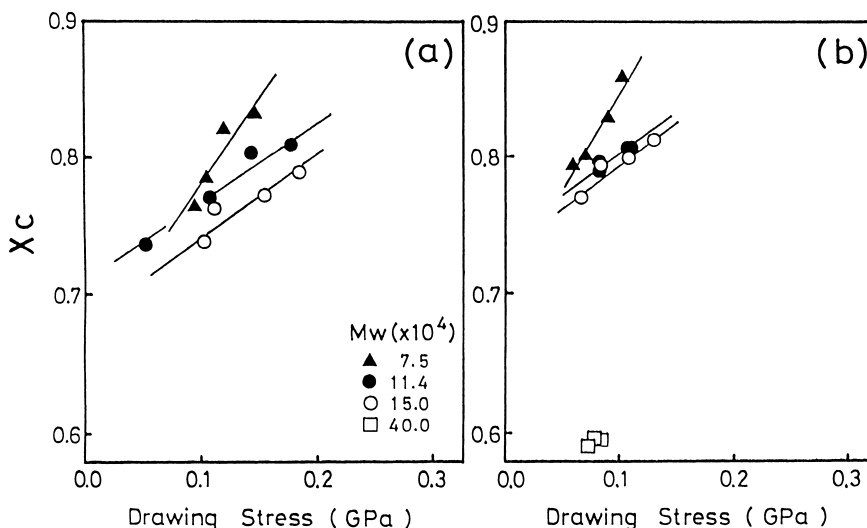 0.9
(a)
0.8
Xc
0.7
Mw(x10⁴)
▲ 7.5
● 11.4
○ 15.0
□ 40.0
0.6
0.0 0.1 0.2 0.3
Drawing Stress (GPa)
0.9
(b)
0.8
0.7
0.6
0.0 0.1 0.2 0.3
Drawing Stress (GPa)